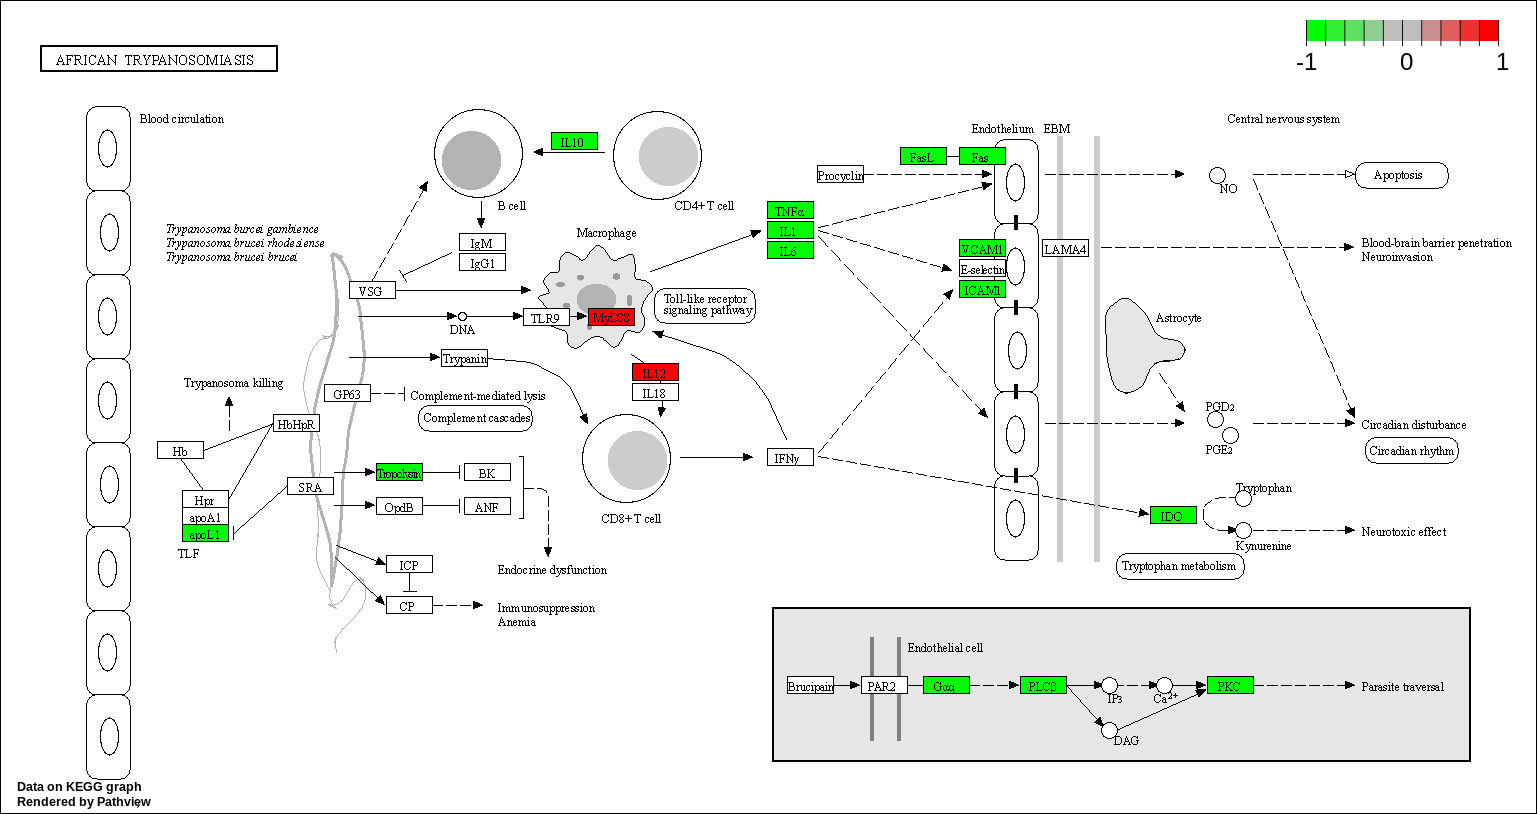 -1 0 1
AFRICAN TRYPANOSOMIASIS
Blood circulation
Endothelium
EBM
Central nervous system
IL10
FasL
Fas
Procyclin
NO
Apoptosis
B cell
CD4+T cell
TNFα
IL1
IL6
Trypanosoma burcei gambience
Trypanosoma brucei rhodesiense
Trypanosoma brucei brucei
Macrophage
IgM
IgG1
VCAM1
E-selectin
ICAM1
LAMA4
Blood-brain barrier penetration
Neuroinvasion
VSG
Toll-like receptor
signaling pathway
DNA
TLR9
MyD88
Astrocyte
Trypanin
IL12
IL18
Trypanosoma killing
GP63
Complement-mediated lysis
Complement cascades
PGD2
PGE2
Circadian disturbance
Circadian rhythm
HbHpR
Hb
IFNγ
Tropolysin
BK
SRA
Hpr
apoA1
apoL1
TLF
OpdB
ANF
CD8+T cell
Tryptophan
IDO
Kynurenine
Neurotoxic effect
Tryptophan metabolism
ICP
CP
Endocrine dysfunction
Immunosuppression
Anemia
Endothelial cell
Brucipain
PAR2
Gαq
PLCβ
IP3
Ca2+
PKC
DAG
Parasite traversal
Data on KEGG graph
Rendered by Pathview